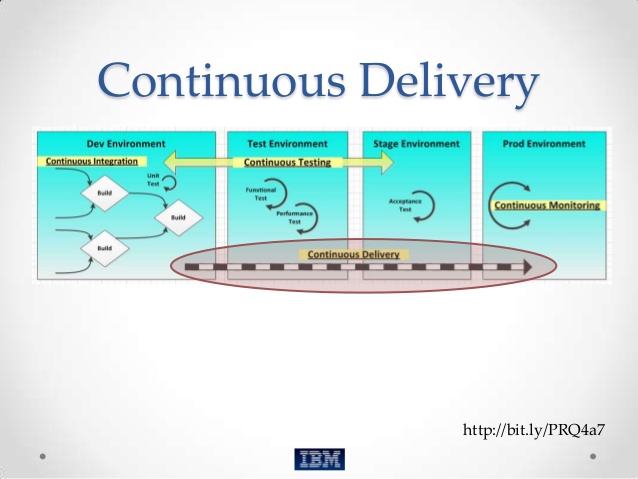 Continuous Delivery
Dev Environment
Continuous Integration
Unit
Test
Build
Build
Build
Test Environment
Continuous Testing
Functional
Test
Performance
Test
Stage Environment
Acceptance
Test
Prod Environment
Continuous Monitoring
Continuous Delivery
http://bit.ly/PRQ4a7
IBM